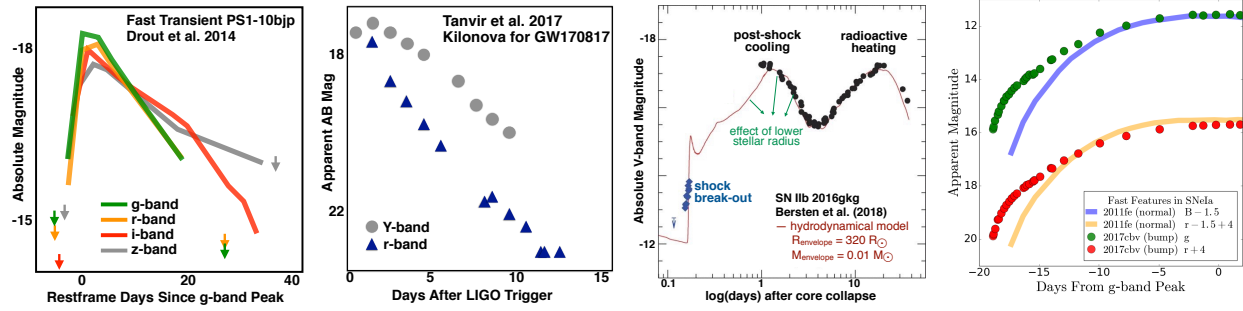 Fast Transient PS1-10bjp
Drout et al. 2014
Absolute Magnitude
-18
-15
g-band
r-band
i-band
z-band
0
20
40
Restframe Days Since g-band Peak
Tanvir et al. 2017
Kilonova for GW170817
Apparent AB Mag
18
22
Y-band
r-band
0
5
10
15
Days After LIGO Trigger
Absolute V-band Magnitude
-18
-12
post-shock
cooling
radioactive
heating
effect of lower
stellar radius
shock
break-out
SN IIb 2016gkg
Bersten et al. (2018)
hydrodynamical model
Renvelope = 320 R⊙
Menvelope = 0.01 M⊙
0.1
1
10
log(days) after core collapse
Apparent Magnitude
12
14
16
18
20
Fast Features in SNeIa
2011fe (normal) B − 1.5
2011fe (normal) r − 1.5+4
2017cbv (bump) g
2017cbv (bump) r+4
−20
−15
−10
−5
0
Days From g-band Peak